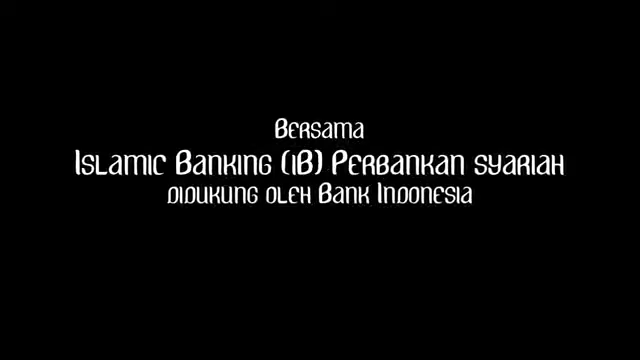 Bersama
Islamic Banking (iB) Perbankan syariah
didukung oleh Bank Indonesia